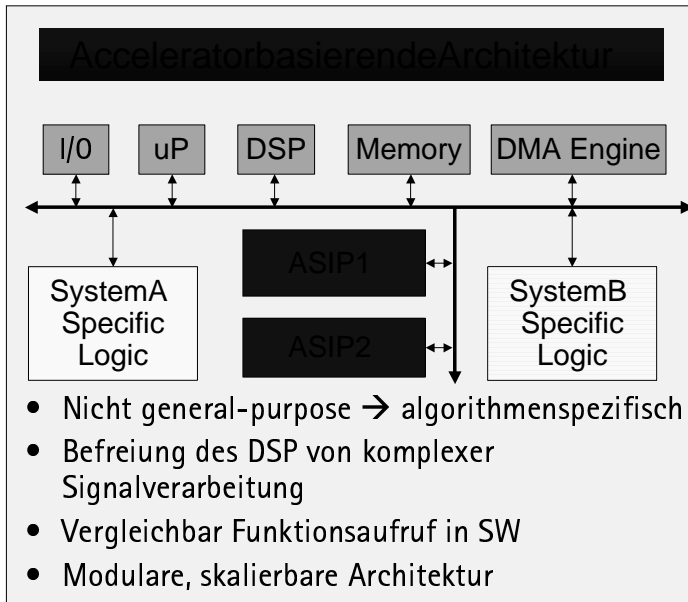 AcceleratorbasierendeArchitektur
I/0 uP DSP Memory DMA Engine
SystemA
Specific
Logic
ASIP1
ASIP2
SystemB
Specific
Logic
• Nicht general-purpose → algorithmenspezifisch
• Befreiung des DSP von komplexer
Signalverarbeitung
• Vergleichbar Funktionsaufruf in SW
• Modulare, skalierbare Architektur